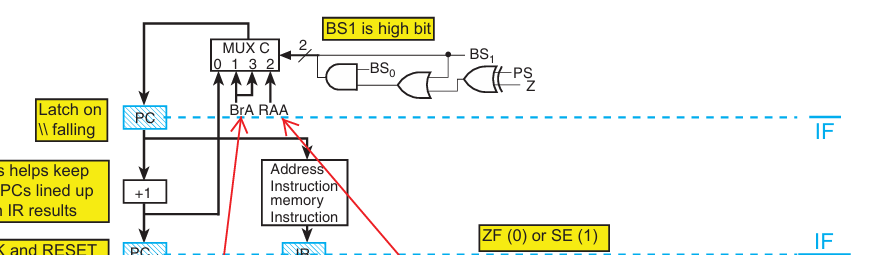 BS1 is high bit
MUX C
2
BS1
0 1 3 2
BS0
PS
Z
Latch on
\\ falling
PC
BrA RAA
IF
s helps keep
PCs lined up
IR results
+1
Address
Instruction
memory
Instruction
ZF (0) or SE (1)
IF
K and RESET
PC
IR